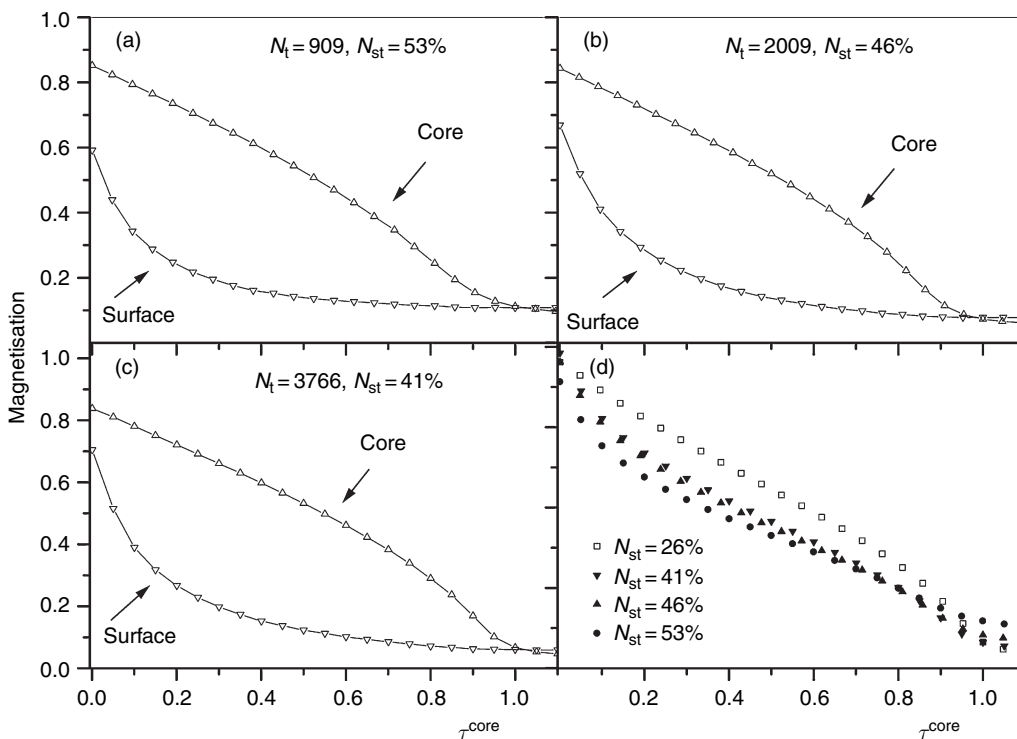 1.0
(a)
Nt = 909, Nst = 53%
(b)
Nt = 2009, Nst = 46%
0.8
0.6
Core
Core
0.4
0.2
Surface
Surface
0.0
Magnetisation
1.0
(c)
Nt = 3766, Nst = 41%
(d)
0.8
Core
0.6
0.4
Nst = 26%
Nst = 41%
0.2
Nst = 46%
Surface
Nst = 53%
0.0
0.0 0.2 0.4 0.6 0.8 1.0
0.2 0.4 0.6 0.8 1.0
τcore
τcore